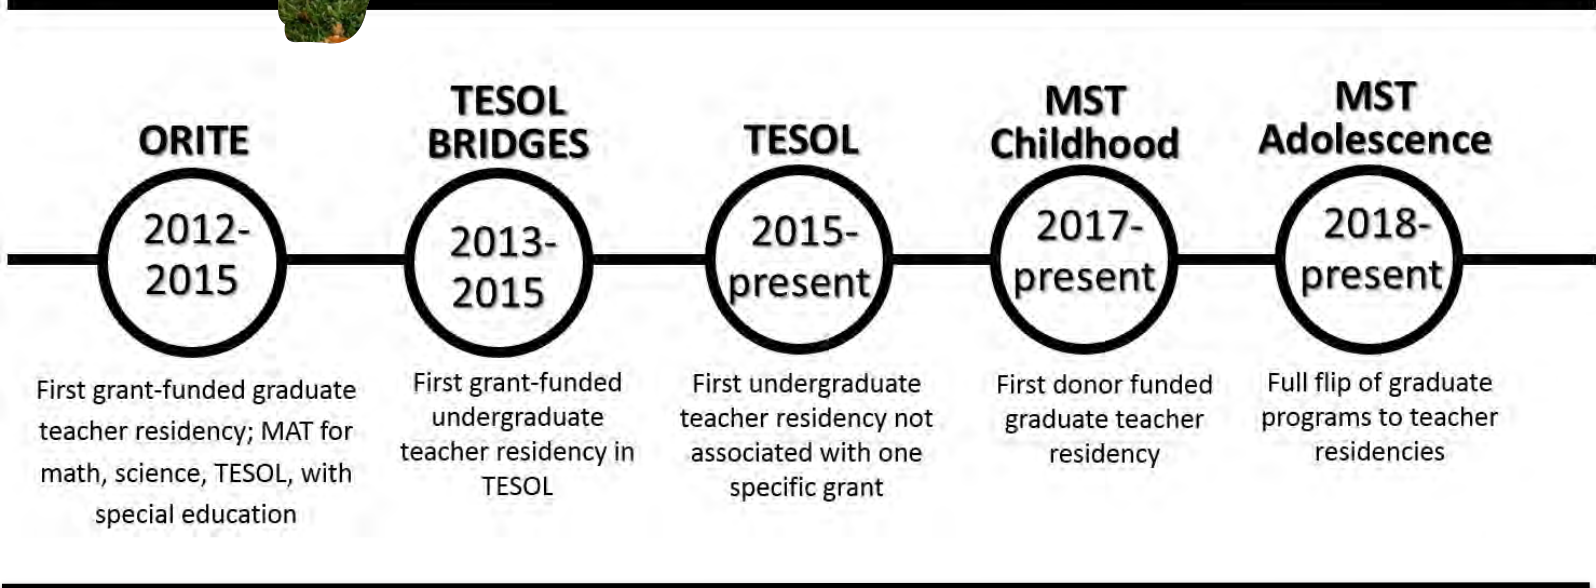 ORITE
2012-
2015
First grant-funded graduate
teacher residency; MAT for
math, science, TESOL, with
special education
TESOL
BRIDGES
2013-
2015
First grant-funded
undergraduate
teacher residency in
TESOL
TESOL
2015-
present
First undergraduate
teacher residency not
associated with one
specific grant
MST
Childhood
2017-
present
First donor funded
graduate teacher
residency
MST
Adolescence
2018-
present
Full flip of graduate
programs to teacher
residencies